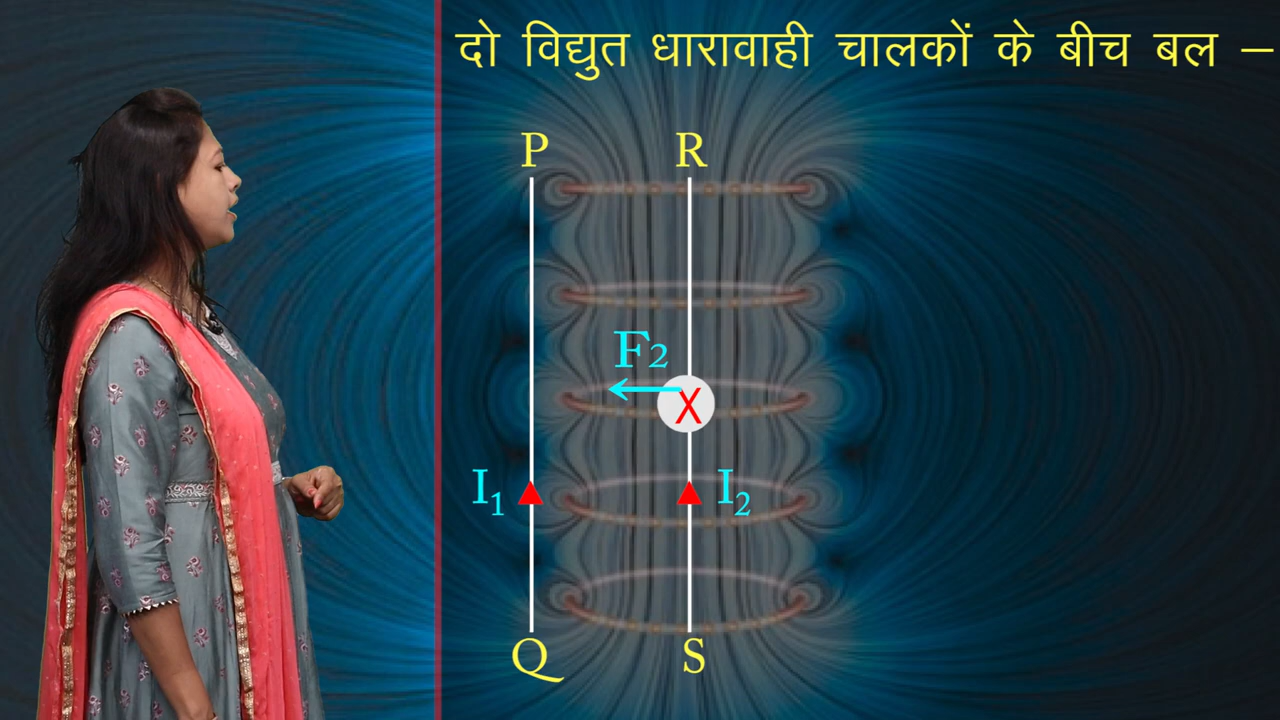 दो विद्युत धारावाही चालकों के बीच बल –
P R
F2
X
I1 I2
Q S